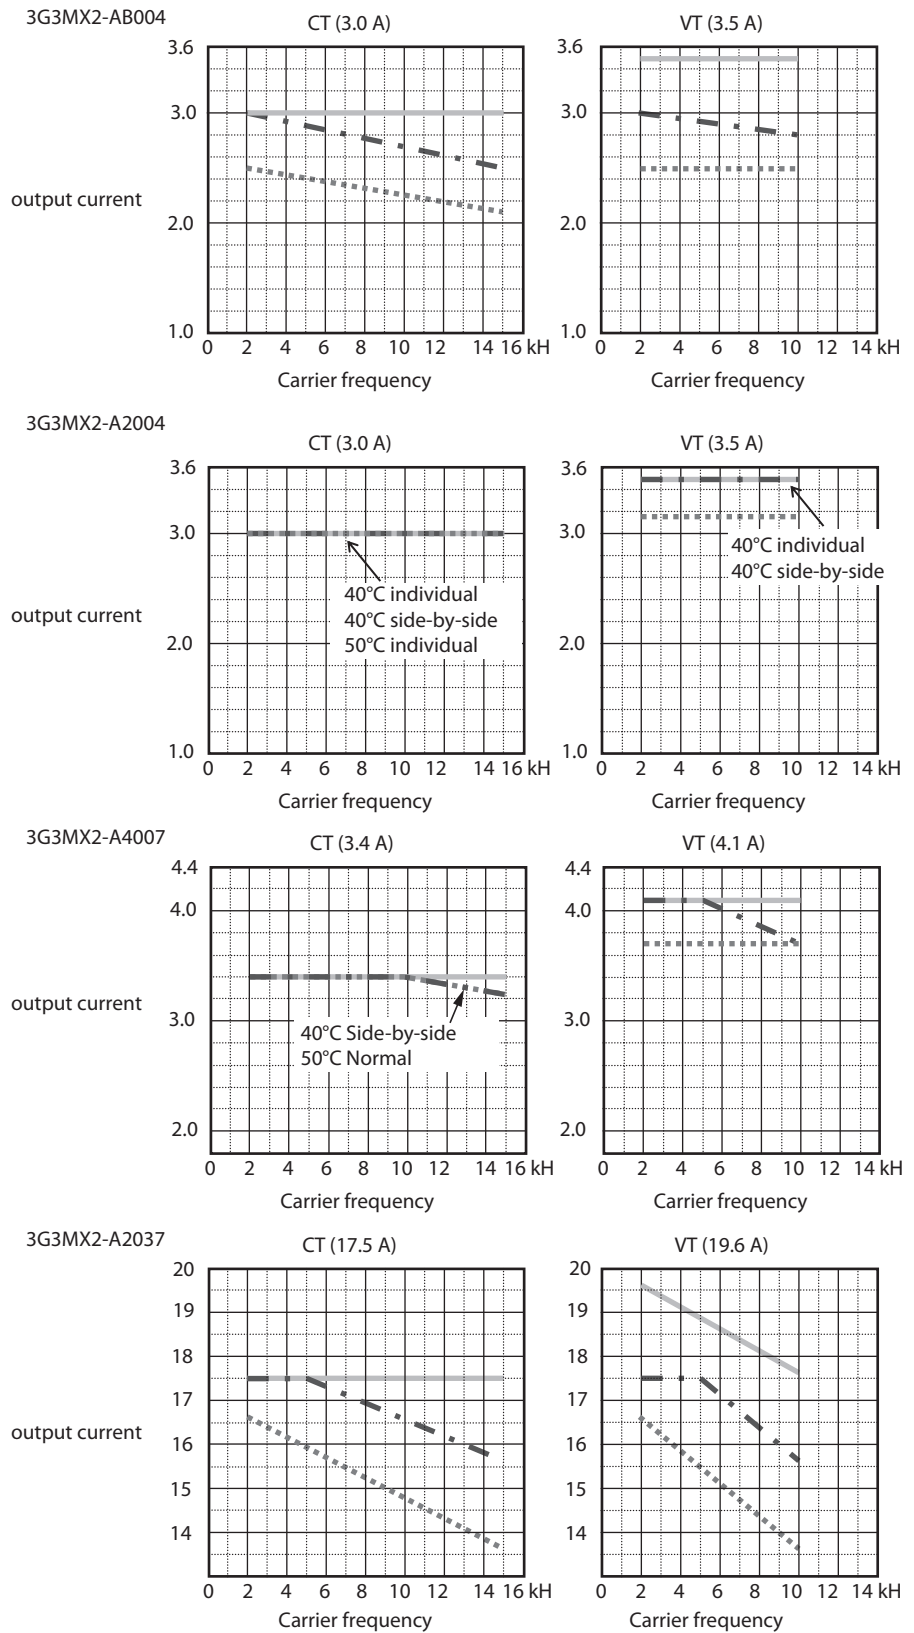 3G3MX2-AB004
CT (3.0 A)
VT (3.5 A)
3.6
3.0
2.0
1.0
output current
0 2 4 6 8 10 12 14 16 kH
Carrier frequency
3.6
3.0
2.0
1.0
0 2 4 6 8 10 12 14 kH
Carrier frequency
3G3MX2-A2004
CT (3.0 A)
VT (3.5 A)
3.6
3.0
2.0
1.0
output current
40°C individual
40°C side-by-side
50°C individual
0 2 4 6 8 10 12 14 16 kH
Carrier frequency
3.6
3.0
2.0
1.0
40°C individual
40°C side-by-side
0 2 4 6 8 10 12 14 kH
Carrier frequency
3G3MX2-A4007
CT (3.4 A)
VT (4.1 A)
4.4
4.0
3.0
2.0
output current
40°C Side-by-side
50°C Normal
0 2 4 6 8 10 12 14 16 kH
Carrier frequency
4.4
4.0
3.0
2.0
0 2 4 6 8 10 12 14 kH
Carrier frequency
3G3MX2-A2037
CT (17.5 A)
VT (19.6 A)
20
19
18
17
16
15
14
output current
0 2 4 6 8 10 12 14 16 kH
Carrier frequency
20
19
18
17
16
15
14
0 2 4 6 8 10 12 14 kH
Carrier frequency